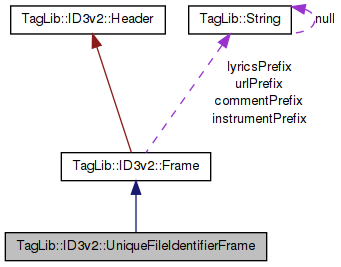 TagLib::ID3v2::Header
TagLib::String
null
lyricsPrefix
urlPrefix
commentPrefix
instrumentPrefix
TagLib::ID3v2::Frame
TagLib::ID3v2::UniqueFileIdentifierFrame